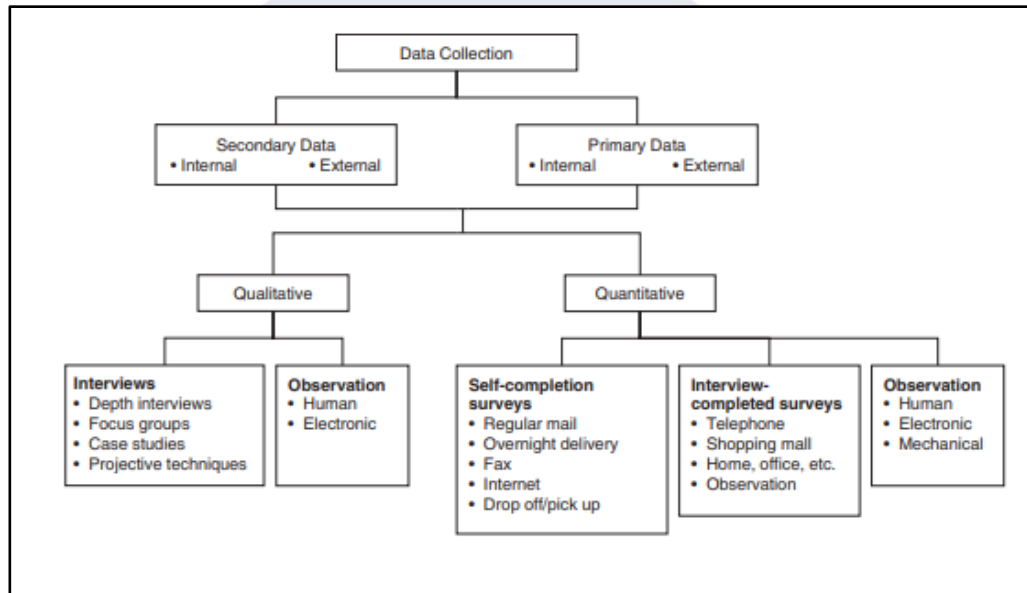 Data Collection
Secondary Data
• Internal • External
Primary Data
• Internal • External
Qualitative
Quantitative
Interviews
• Depth interviews
• Focus groups
• Case studies
• Projective techniques
Observation
• Human
• Electronic
Self-completion
surveys
• Regular mail
• Overnight delivery
• Fax
• Internet
• Drop off/pick up
Interview-
completed surveys
• Telephone
• Shopping mall
• Home, office, etc.
• Observation
Observation
• Human
• Electronic
• Mechanical